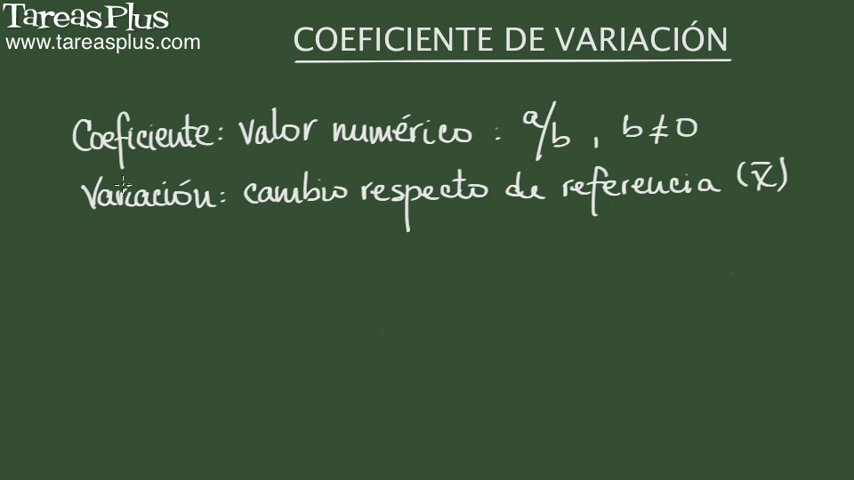 TareasPlus
www.tareasplus.com
COEFICIENTE DE VARIACIÓN
Coeficiente: valor numérico : a/b , b≠0
Variación: cambio respecto de referencia (x̄)